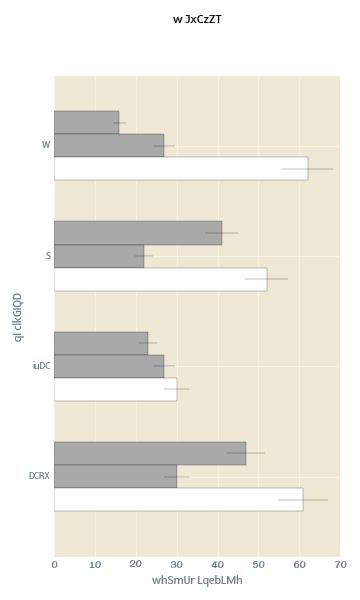 w JxCzZT
W
S
iuDC
DCRX
ql clkGlQD
0 10 20 30 40 50 60 70
whSmUr LqebLMh